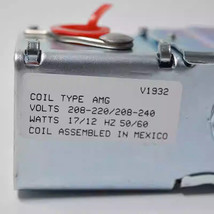 V1932
COIL TYPE AMG
VOLTS 208-220/208-240
WATTS 17/12 HZ 50/60
COIL ASSEMBLED IN MEXICO